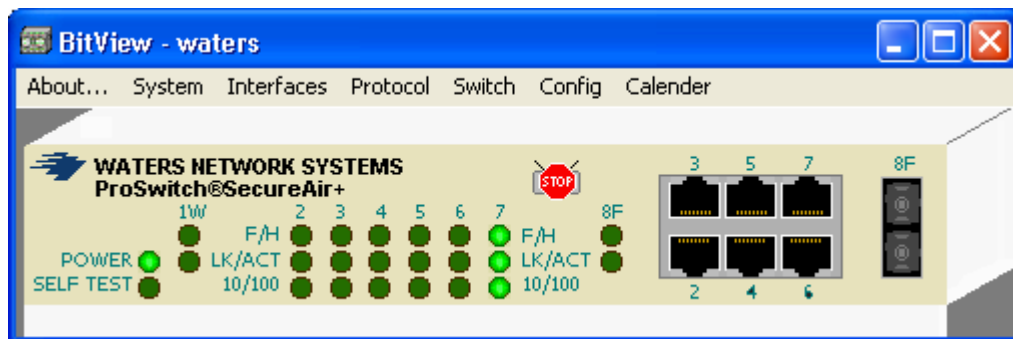 BitView - waters
About... System Interfaces Protocol Switch Config Calender
WATERS NETWORK SYSTEMS
ProSwitch®SecureAir+
STOP
3 5 7 8F
1W 2 3 4 5 6 7 8F
F/H F/H
POWER LK/ACT LK/ACT
SELF TEST 10/100 10/100
2 4 6